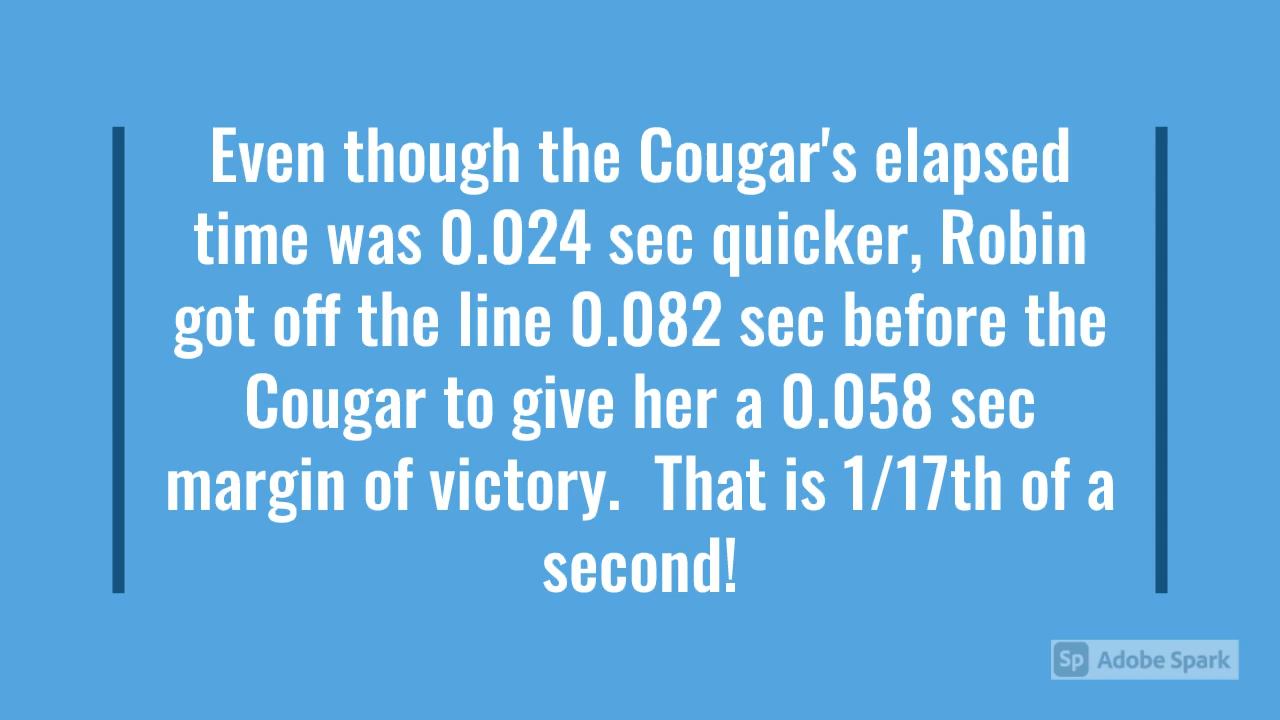 Even though the Cougar's elapsed
time was 0.024 sec quicker, Robin
got off the line 0.082 sec before the
Cougar to give her a 0.058 sec
margin of victory.  That is 1/17th of a
second!
Sp Adobe Spark